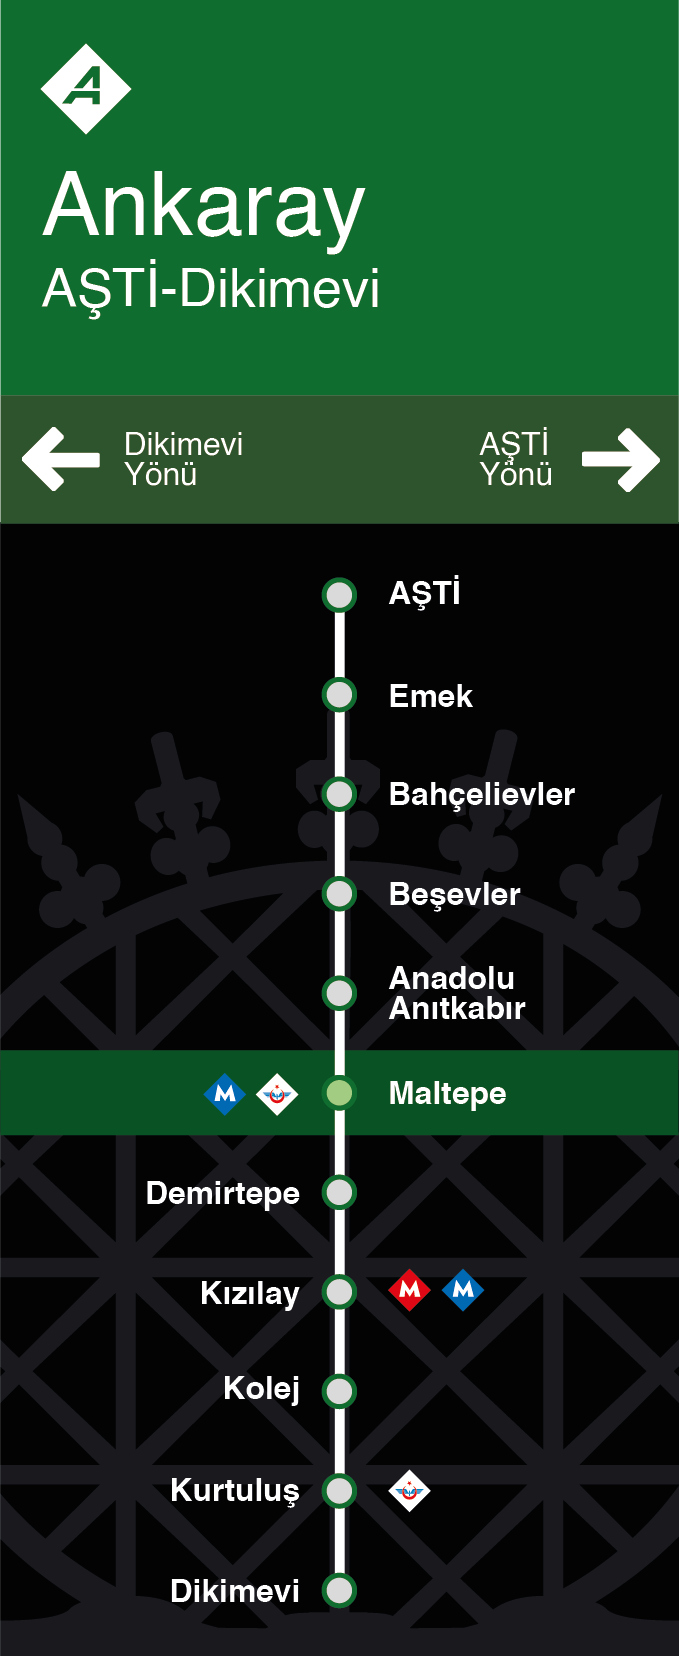 A
Ankaray
AŞTİ-Dikimevi
Dikimevi
Yönü
AŞTİ
Yönü
AŞTİ
Emek
Bahçelievler
Beşevler
Anadolu
Anıtkabır
M
Maltepe
Demirtepe
Kızılay
M
M
Kolej
Kurtuluş
Dikimevi